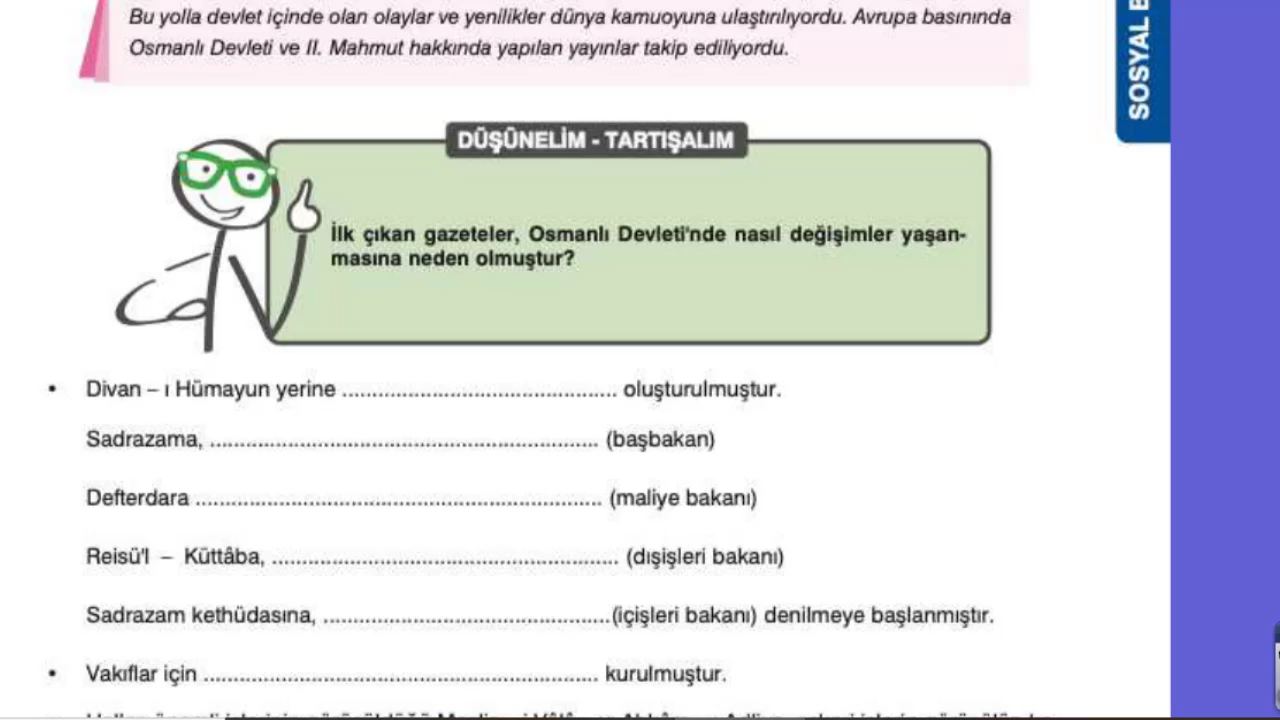 Bu yolla devlet içinde olan olaylar ve yenilikler dünya kamuoyuna ulaştırılıyordu. Avrupa basınında
Osmanlı Devleti ve II. Mahmut hakkında yapılan yayınlar takip ediliyordu.
SOSYAL
DÜŞÜNELİM - TARTIŞALIM
İlk çıkan gazeteler, Osmanlı Devleti'nde nasıl değişimler yaşan-
masına neden olmuştur?
• Divan – ı Hümayun yerine .............................................. oluşturulmuştur.
Sadrazama, ................................................................. (başbakan)
Defterdara .................................................................... (maliye bakanı)
Reisü'l – Küttâba, .......................................................... (dışişleri bakanı)
Sadrazam kethüdasına, ................................................(içişleri bakanı) denilmeye başlanmıştır.
• Vakıflar için .................................................................. kurulmuştur.